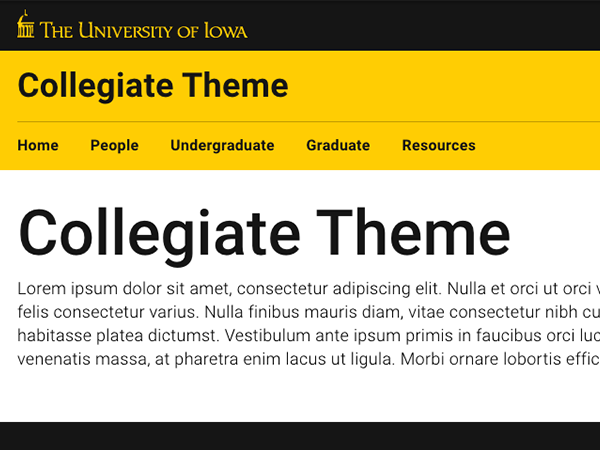 The University of Iowa
Collegiate Theme
Home People Undergraduate Graduate Resources
Collegiate Theme
Lorem ipsum dolor sit amet, consectetur adipiscing elit. Nulla et orci ut orci
felis consectetur varius. Nulla finibus mauris diam, vitae consectetur nibh cu
habitasse platea dictumst. Vestibulum ante ipsum primis in faucibus orci luc
venenatis massa, at pharetra enim lacus ut ligula. Morbi ornare lobortis effic